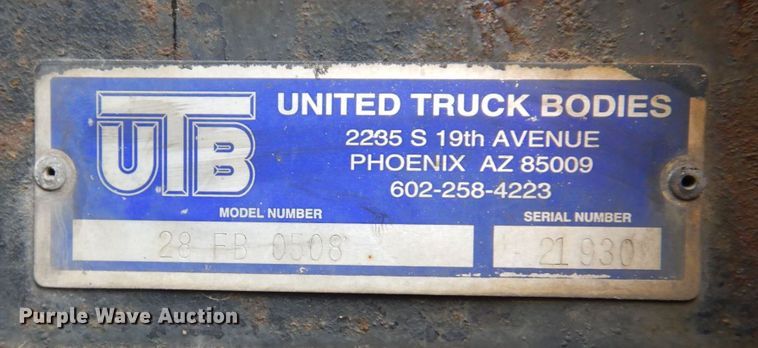 UTB
UNITED TRUCK BODIES
2235 S 19th AVENUE
PHOENIX AZ 85009
602-258-4223
MODEL NUMBER SERIAL NUMBER
28 FB 0508 21930
Purple Wave Auction